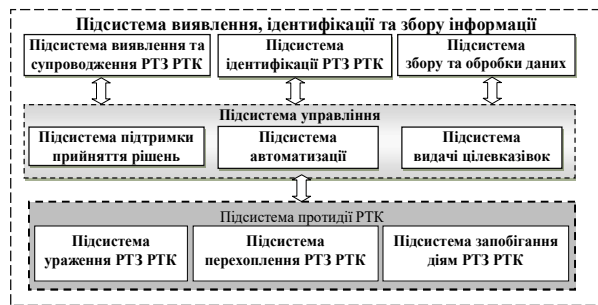 Підсистема виявлення, ідентифікації та збору інформації
Підсистема виявлення та
супроводження РТЗ РТК
Підсистема
ідентифікації РТЗ РТК
Підсистема
збору та обробки даних
Підсистема управління
Підсистема підтримки
прийняття рішень
Підсистема
автоматизації
Підсистема
видачі цілевказівок
Підсистема протидії РТК
Підсистема
ураження РТЗ РТК
Підсистема
перехоплення РТЗ РТК
Підсистема запобігання
діям РТЗ РТК